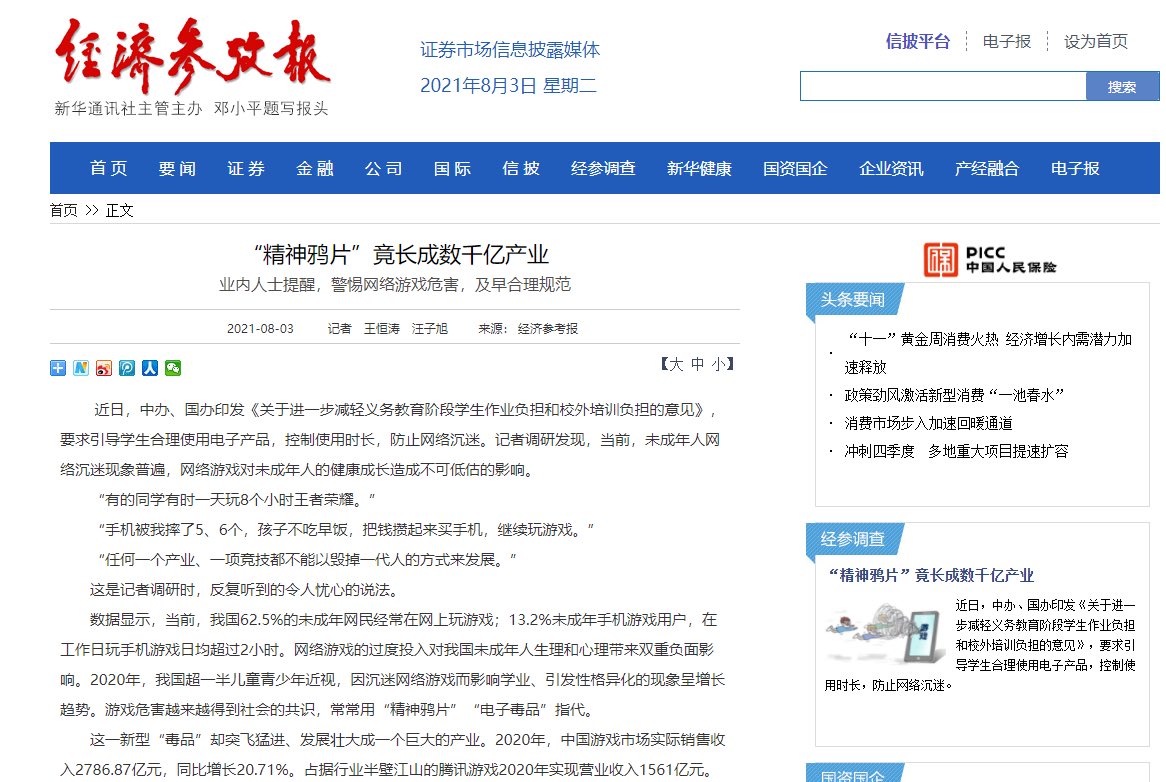 经济参考报
新华通讯社主管主办 邓小平题写报头
证券市场信息披露媒体
2021年8月3日 星期二
信披平台 电子报 设为首页
搜索
首页 要闻 证券 金融 公司 国际 信披 经参调查 新华健康 国资国企 企业资讯 产经融合 电子报
首页 >> 正文
“精神鸦片”竟长成数千亿产业
业内人士提醒，警惕网络游戏危害，及早合理规范
2021-08-03 记者 王恒涛 汪子旭 来源： 经济参考报
【大 中 小】
近日，中办、国办印发《关于进一步减轻义务教育阶段学生作业负担和校外培训负担的意见》，
要求引导学生合理使用电子产品，控制使用时长，防止网络沉迷。记者调研发现，当前，未成年人网
络沉迷现象普遍，网络游戏对未成年人的健康成长造成不可低估的影响。
“有的同学有时一天玩8个小时王者荣耀。”
“手机被我摔了5、6个，孩子不吃早饭，把钱攒起来买手机，继续玩游戏。”
“任何一个产业、一项竞技都不能以毁掉一代人的方式来发展。”
这是记者调研时，反复听到的令人忧心的说法。
数据显示，当前，我国62.5%的未成年网民经常在网上玩游戏；13.2%未成年手机游戏用户，在
工作日玩手机游戏日均超过2小时。网络游戏的过度投入对我国未成年人生理和心理带来双重负面影
响。2020年，我国超一半儿童青少年近视，因沉迷网络游戏而影响学业、引发性格异化的现象呈增长
趋势。游戏危害越来越得到社会的共识，常常用“精神鸦片”“电子毒品”指代。
这一新型“毒品”却突飞猛进、发展壮大成一个巨大的产业。2020年，中国游戏市场实际销售收
入2786.87亿元，同比增长20.71%。占据行业半壁江山的腾讯游戏2020年实现营业收入1561亿元。
PICC
中国人民保险
头条要闻
· “十一”黄金周消费火热 经济增长内需潜力加
速释放
· 政策劲风激活新型消费“一池春水”
· 消费市场步入加速回暖通道
· 冲刺四季度 多地重大项目提速扩容
经参调查
“精神鸦片”竟长成数千亿产业
游戏
近日，中办、国办印发《关于进一
步减轻义务教育阶段学生作业负担
和校外培训负担的意见》，要求引
导学生合理使用电子产品，控制使
用时长，防止网络沉迷。
国资国企